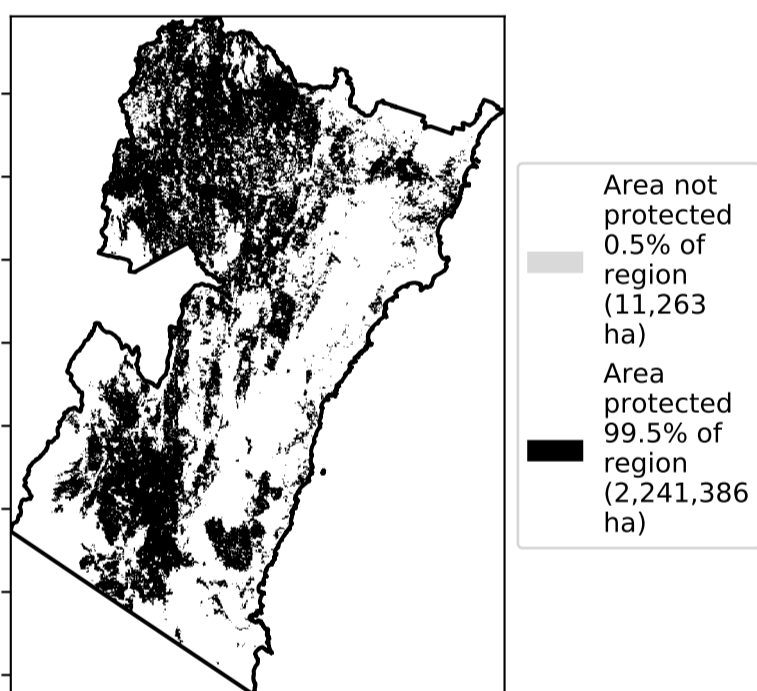 Area not
protected
0.5% of
region
(11,263
ha)
Area
protected
99.5% of
region
(2,241,386
ha)